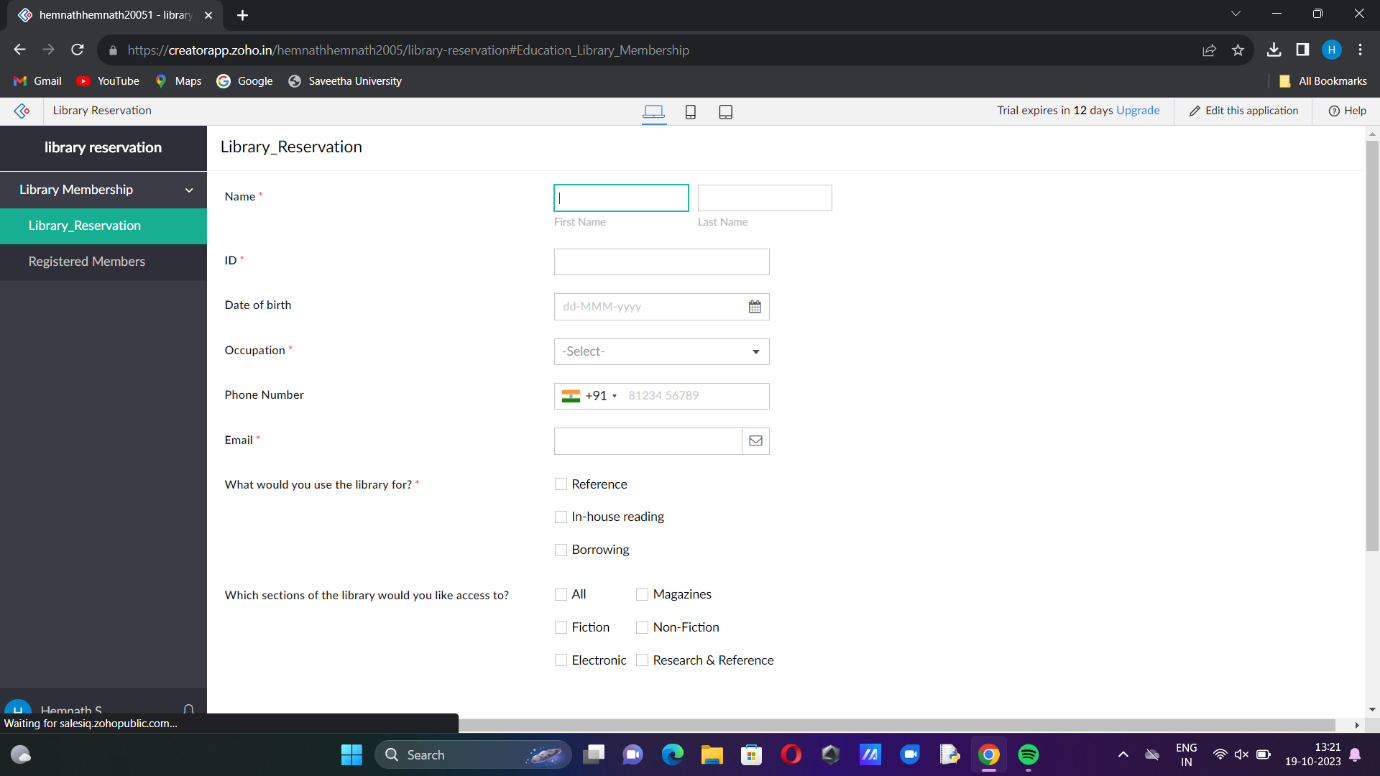 hemnathhemnath20051 - library
https://creatorapp.zoho.in/hemnathhemnath2005/library-reservation#Education_Library_Membership
H
Gmail YouTube Maps Google Saveetha University All Bookmarks
Library Reservation Trial expires in 12 days Upgrade Edit this application Help
library reservation
Library Membership
Library_Reservation
Registered Members
Library_Reservation
Name *
First Name Last Name
ID *
Date of birth dd-MMM-yyyy
Occupation * -Select-
Phone Number +91 81234 56789
Email *
What would you use the library for? * Reference
In-house reading
Borrowing
Which sections of the library would you like access to? All Magazines
Fiction Non-Fiction
Electronic Research & Reference
H Hemnath S
Waiting for salesiq.zohopublic.com...
Search
ENG
IN
13:21
19-10-2023